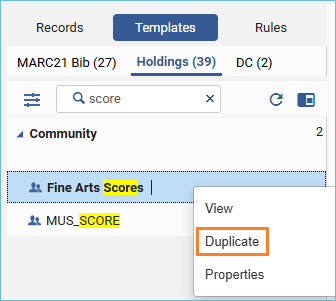 Records Templates Rules
MARC21 Bib (27) Holdings (39) DC (2)
score
Community 2
Fine Arts Scores
View
MUS_SCORE
Duplicate
Properties